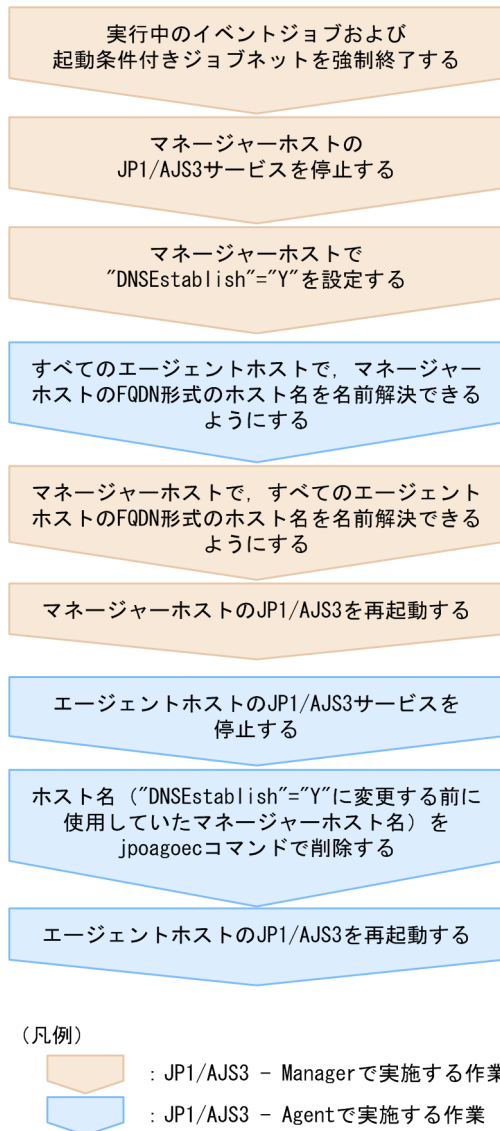 実行中のイベントジョブおよび
起動条件付きジョブネットを強制終了する
マネージャーホストの
JP1/AJS3サービスを停止する
マネージャーホストで
"DNSEstablish"="Y"を設定する
すべてのエージェントホストで，マネージャー
ホストのFQDN形式のホスト名を名前解決できる
ようにする
マネージャーホストで，すべてのエージェント
ホストのFQDN形式のホスト名を名前解決できる
ようにする
マネージャーホストのJP1/AJS3を再起動する
エージェントホストのJP1/AJS3サービスを
停止する
ホスト名（"DNSEstablish"="Y"に変更する前に
使用していたマネージャーホスト名）を
jpoagoecコマンドで削除する
エージェントホストのJP1/AJS3を再起動する
（凡例）
：JP1/AJS3 － Managerで実施する作業
：JP1/AJS3 － Agentで実施する作業